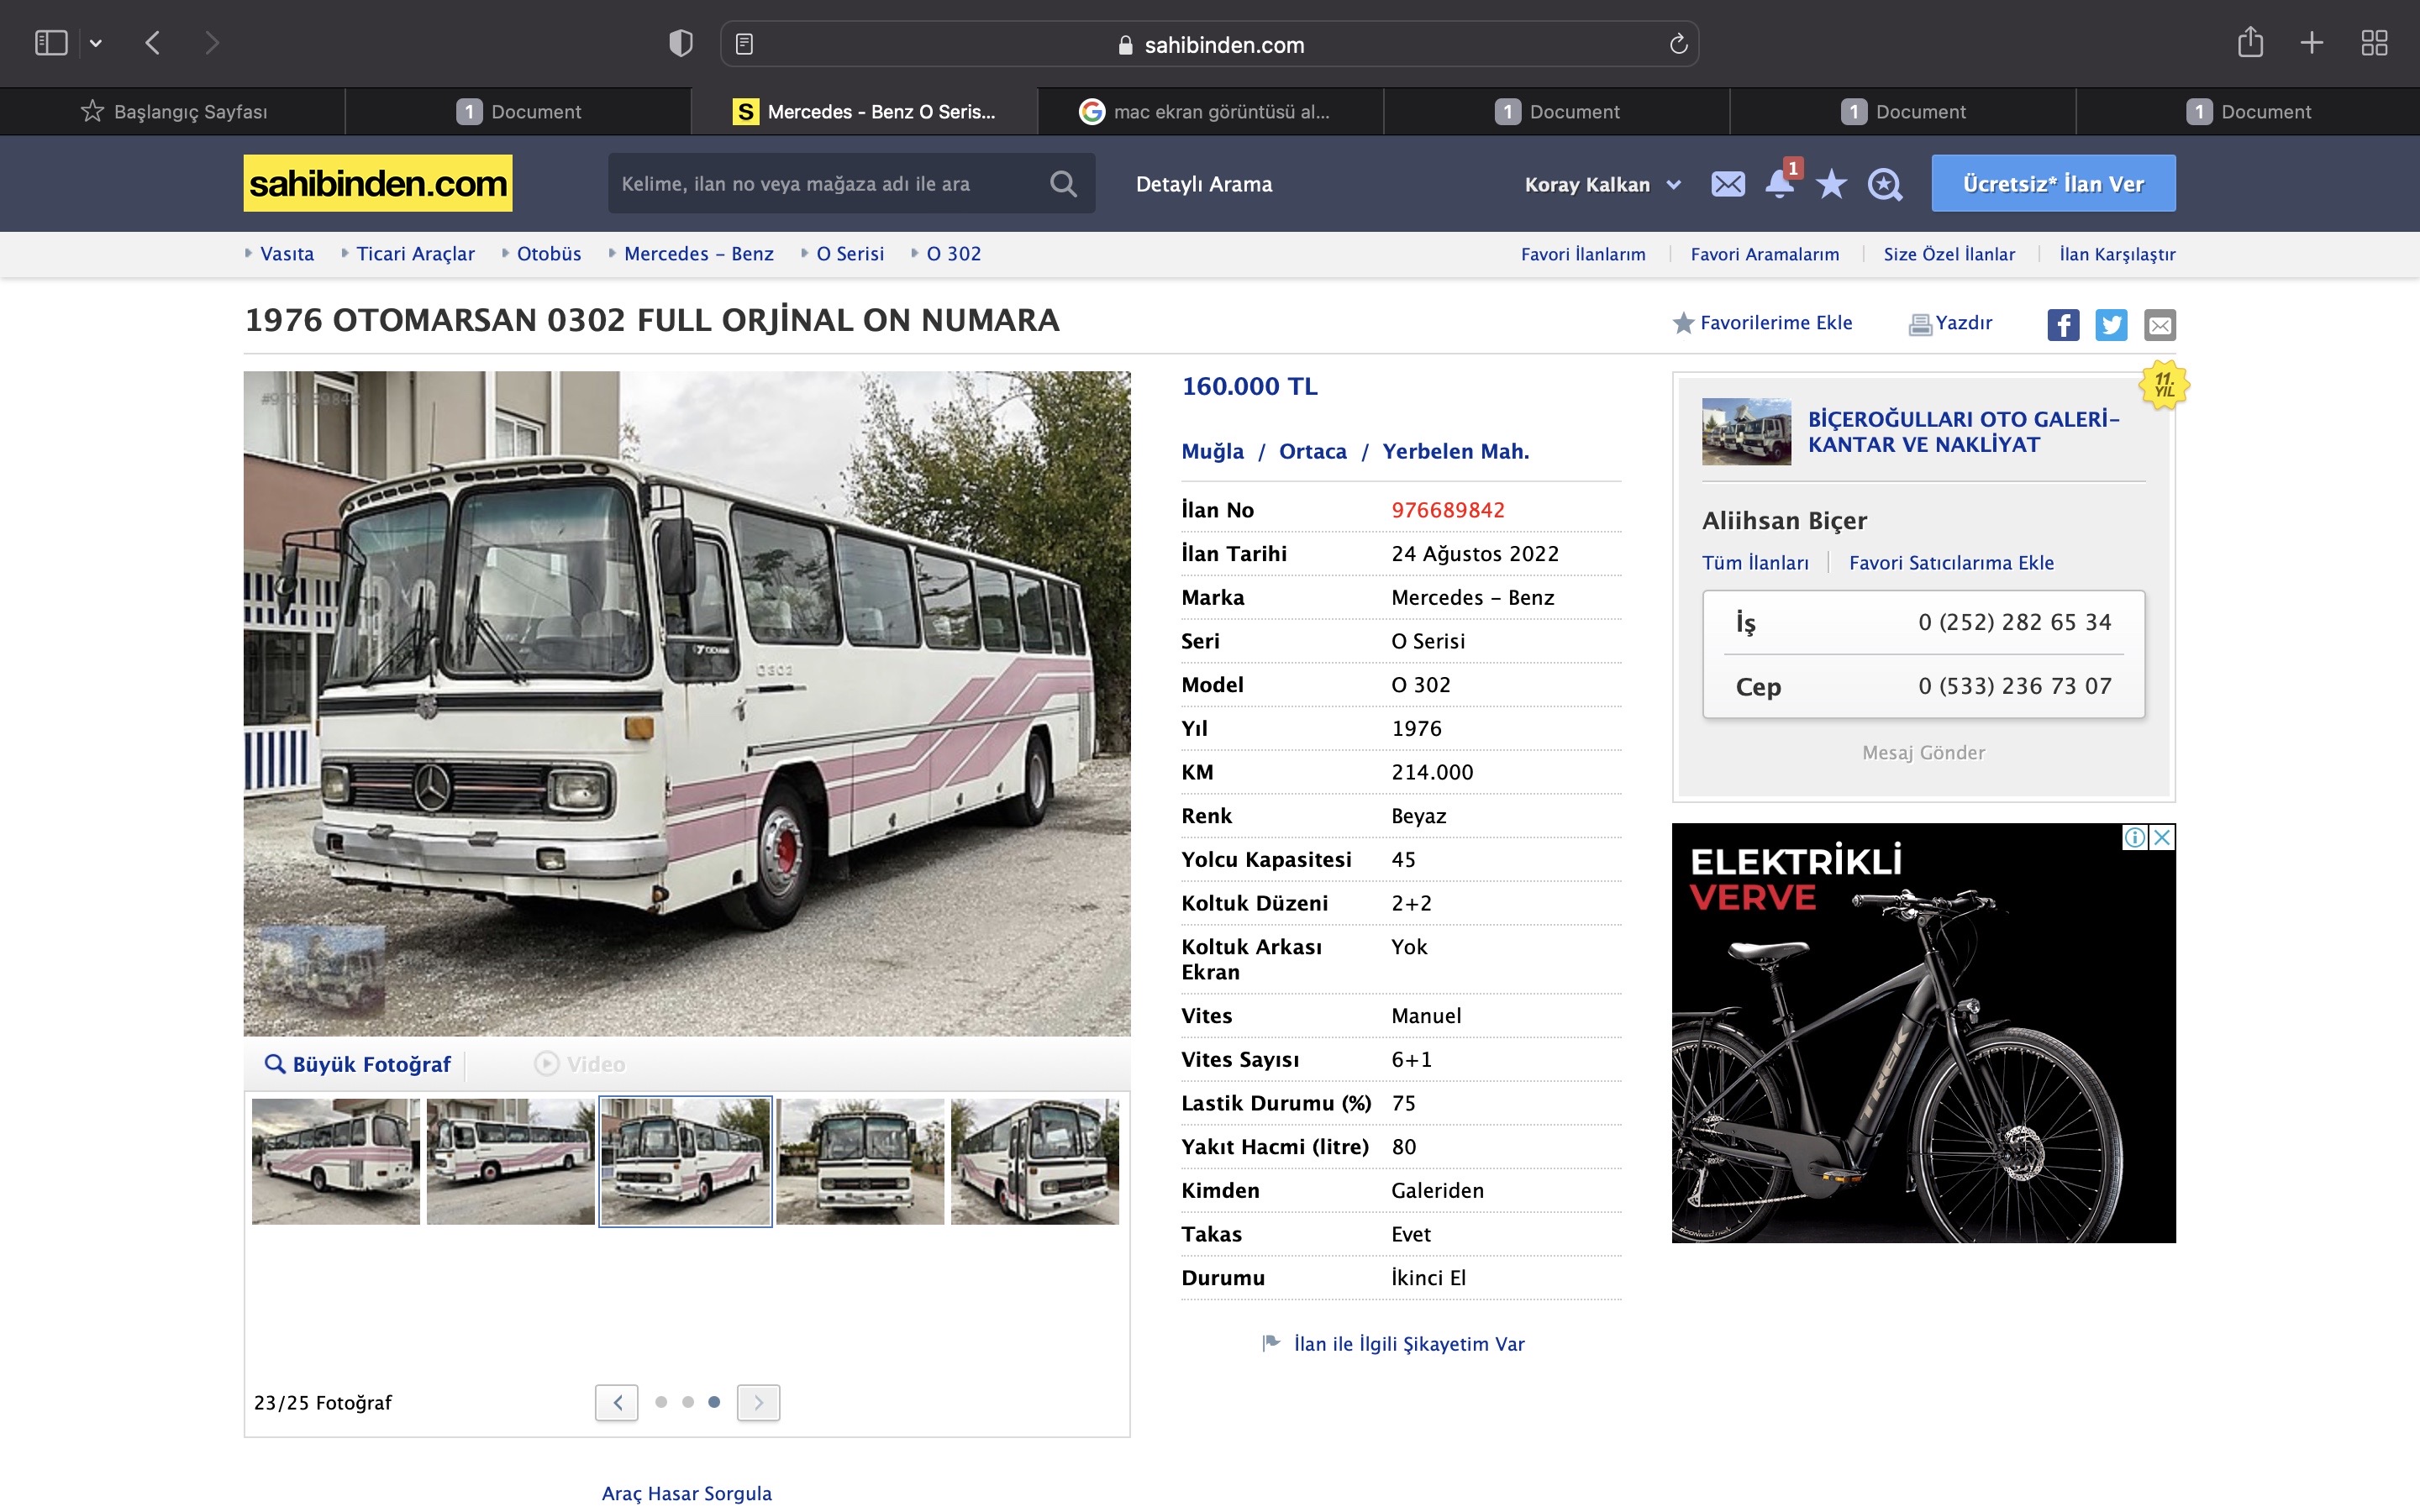 sahibinden.com
Başlangıç Sayfası
1 Document
S Mercedes - Benz O Seris...
mac ekran görüntüsü al...
1 Document
1 Document
1 Document
sahibinden.com
Kelime, ilan no veya mağaza adı ile ara
Detaylı Arama
Koray Kalkan
1
Ücretsiz* İlan Ver
Vasıta
Ticari Araçlar
Otobüs
Mercedes - Benz
O Serisi
O 302
Favori İlanlarım
Favori Aramalarım
Size Özel İlanlar
İlan Karşılaştır
1976 OTOMARSAN 0302 FULL ORJİNAL ON NUMARA
Favorilerime Ekle
Yazdır
O302
Büyük Fotoğraf
Video
23/25 Fotoğraf
Araç Hasar Sorgula
160.000 TL
Muğla / Ortaca / Yerbelen Mah.
İlan No 976689842
İlan Tarihi 24 Ağustos 2022
Marka Mercedes - Benz
Seri O Serisi
Model O 302
Yıl 1976
KM 214.000
Renk Beyaz
Yolcu Kapasitesi 45
Koltuk Düzeni 2+2
Koltuk Arkası Yok
Ekran
Vites Manuel
Vites Sayısı 6+1
Lastik Durumu (%) 75
Yakıt Hacmi (litre) 80
Kimden Galeriden
Takas Evet
Durumu İkinci El
İlan ile İlgili Şikayetim Var
11.
YIL
BİÇEROĞULLARI OTO GALERİ-
KANTAR VE NAKLİYAT
Aliihsan Biçer
Tüm İlanları
Favori Satıcılarıma Ekle
İş 0 (252) 282 65 34
Cep 0 (533) 236 73 07
Mesaj Gönder
ELEKTRİKLİ
VERVE
TREK